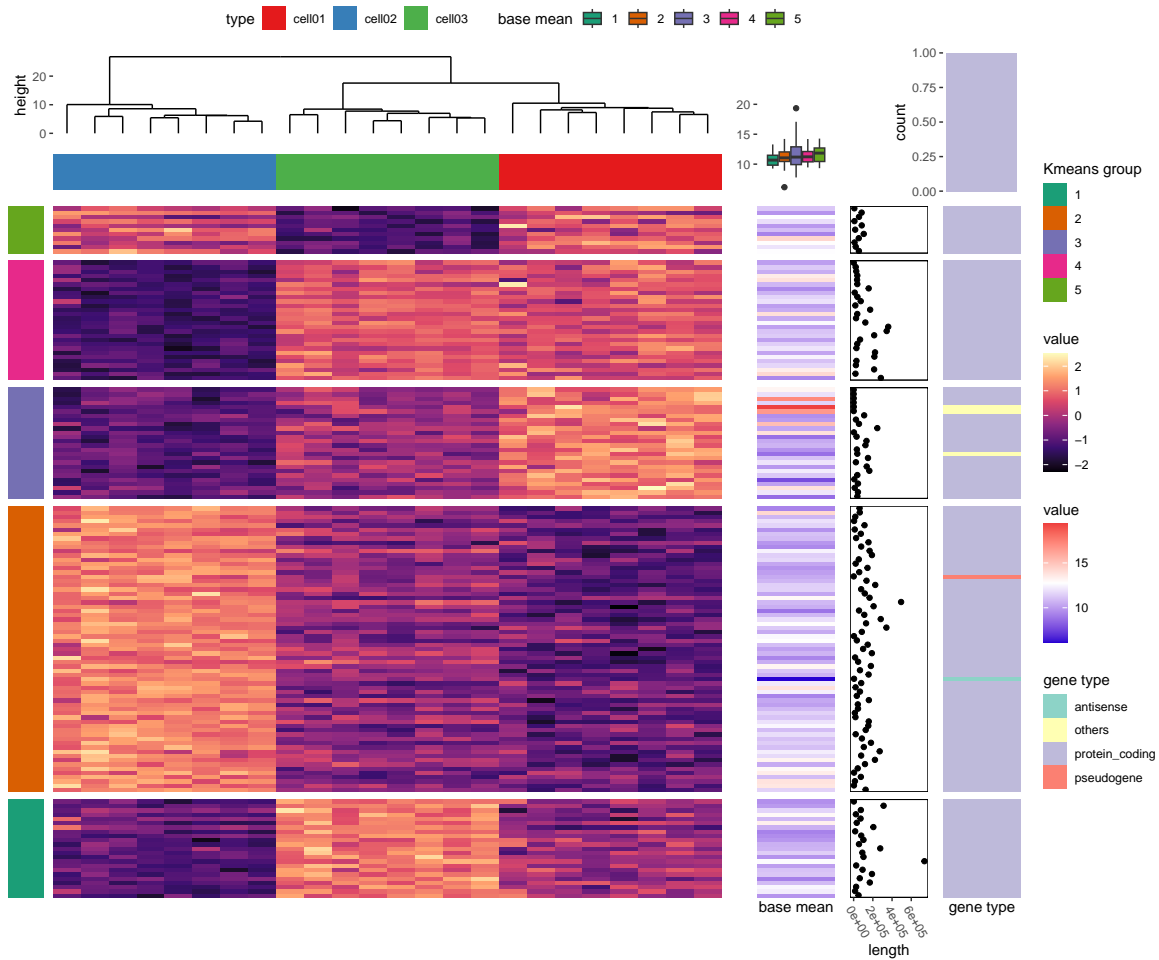 type cell01 cell02 cell03 base mean 1 2 3 4 5
height
20
10
0
20
15
10
count
1.00
0.75
0.50
0.25
0.00
Kmeans group
1
2
3
4
5
value
2
1
0
−1
−2
value
15
10
gene type
antisense
others
protein_coding
pseudogene
base mean
0e+00
2e+05
4e+05
6e+05
length
gene type